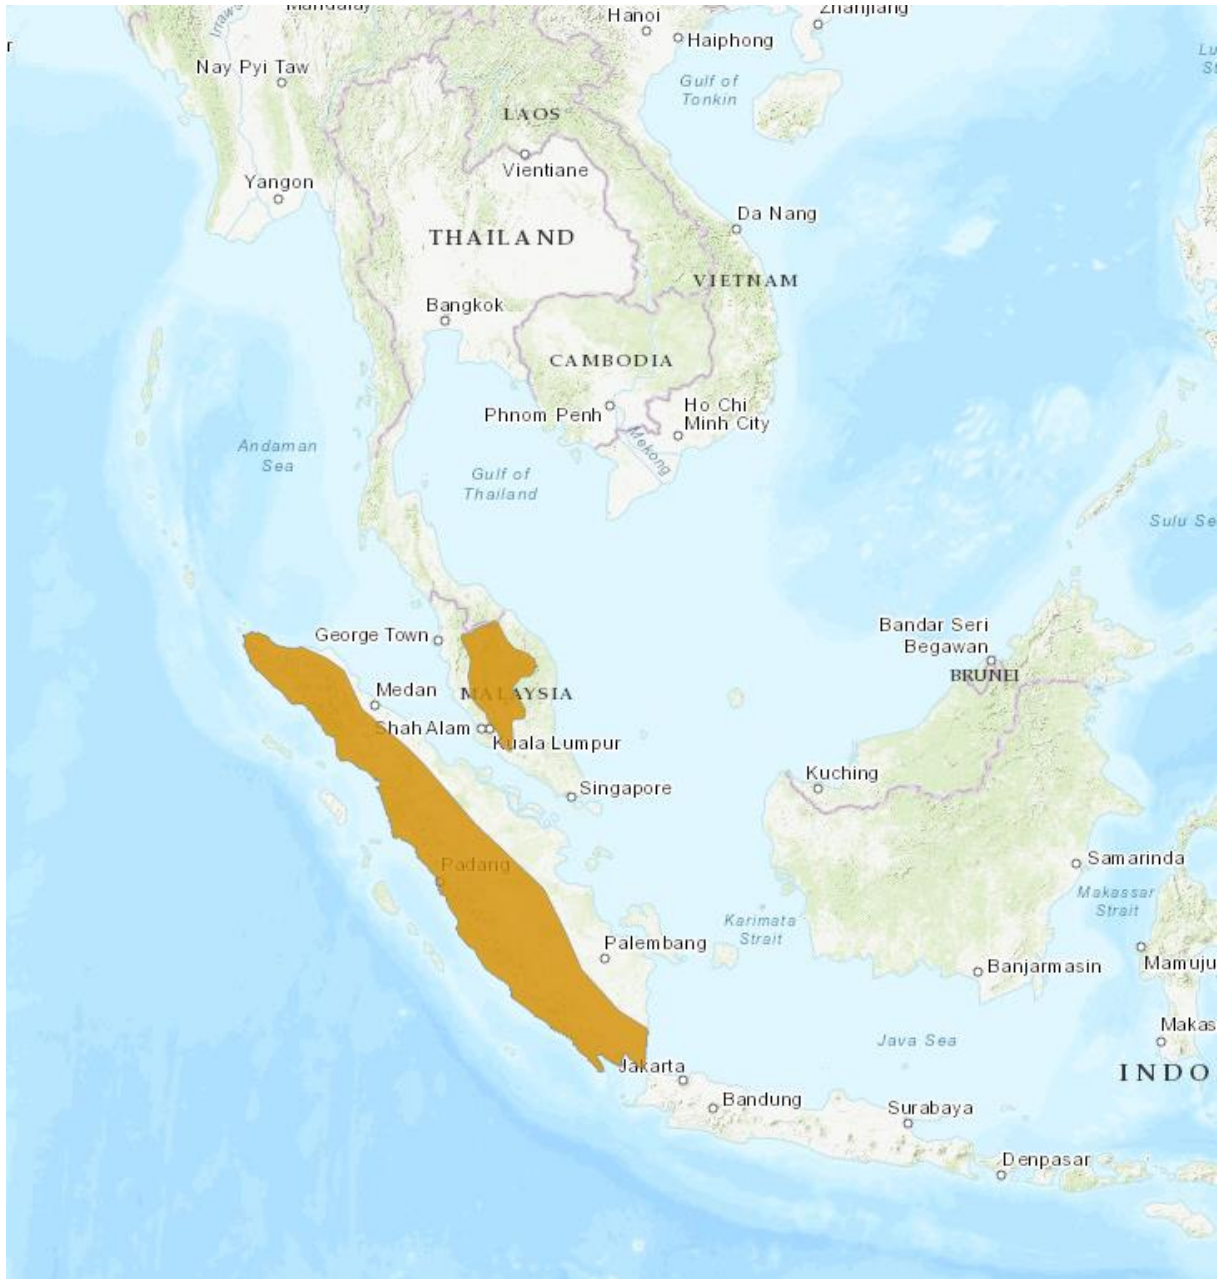 Hanoi
Haiphong
Zhanjiang
Mandalay
Nay Pyi Taw
Gulf of
Tonkin
LAOS
Vientiane
Yangon
Da Nang
THAILAND
VIETNAM
Bangkok
CAMBODIA
Phnom Penh
Ho Chi
Minh City
Mekong
Andaman
Sea
Gulf of
Thailand
Sulu Se
George Town
Bandar Seri
Begawan
BRUNEI
Medan
MALAYSIA
Shah Alam
Kuala Lumpur
Kuching
Singapore
Padang
Samarinda
Makassar
Strait
Karimata
Strait
Palembang
Banjarmasin
Mamuju
Makas
Java Sea
Jakarta
INDO
Bandung
Surabaya
Denpasar